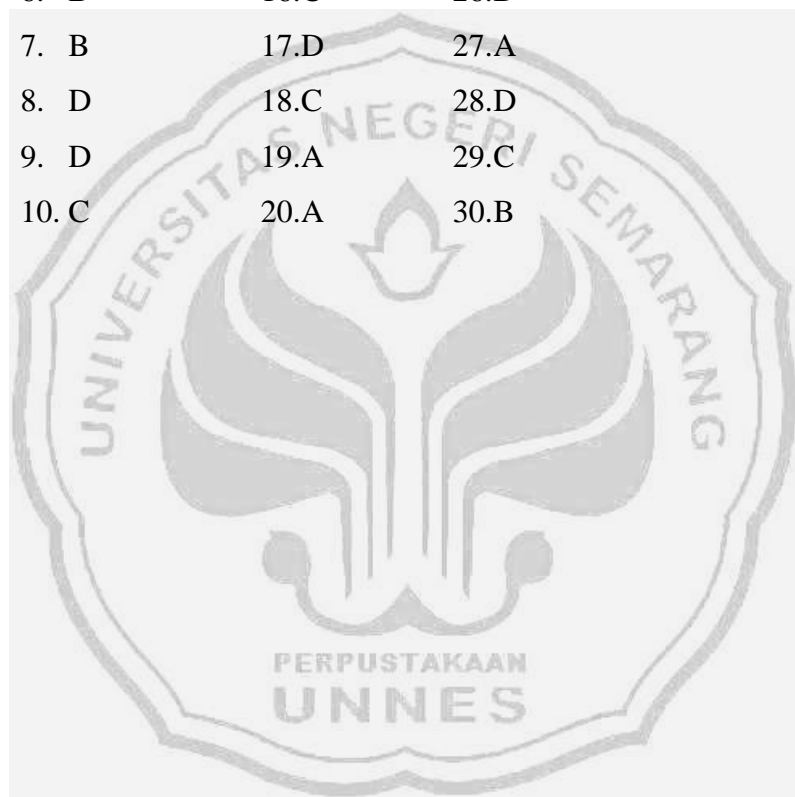 7. B 17.D 27.A
8. D 18.C 28.D
9. D 19.A 29.C
10. C 20.A 30.B
UNIVERSITAS NEGERI SEMARANG
PERPUSTAKAAN
UNNES